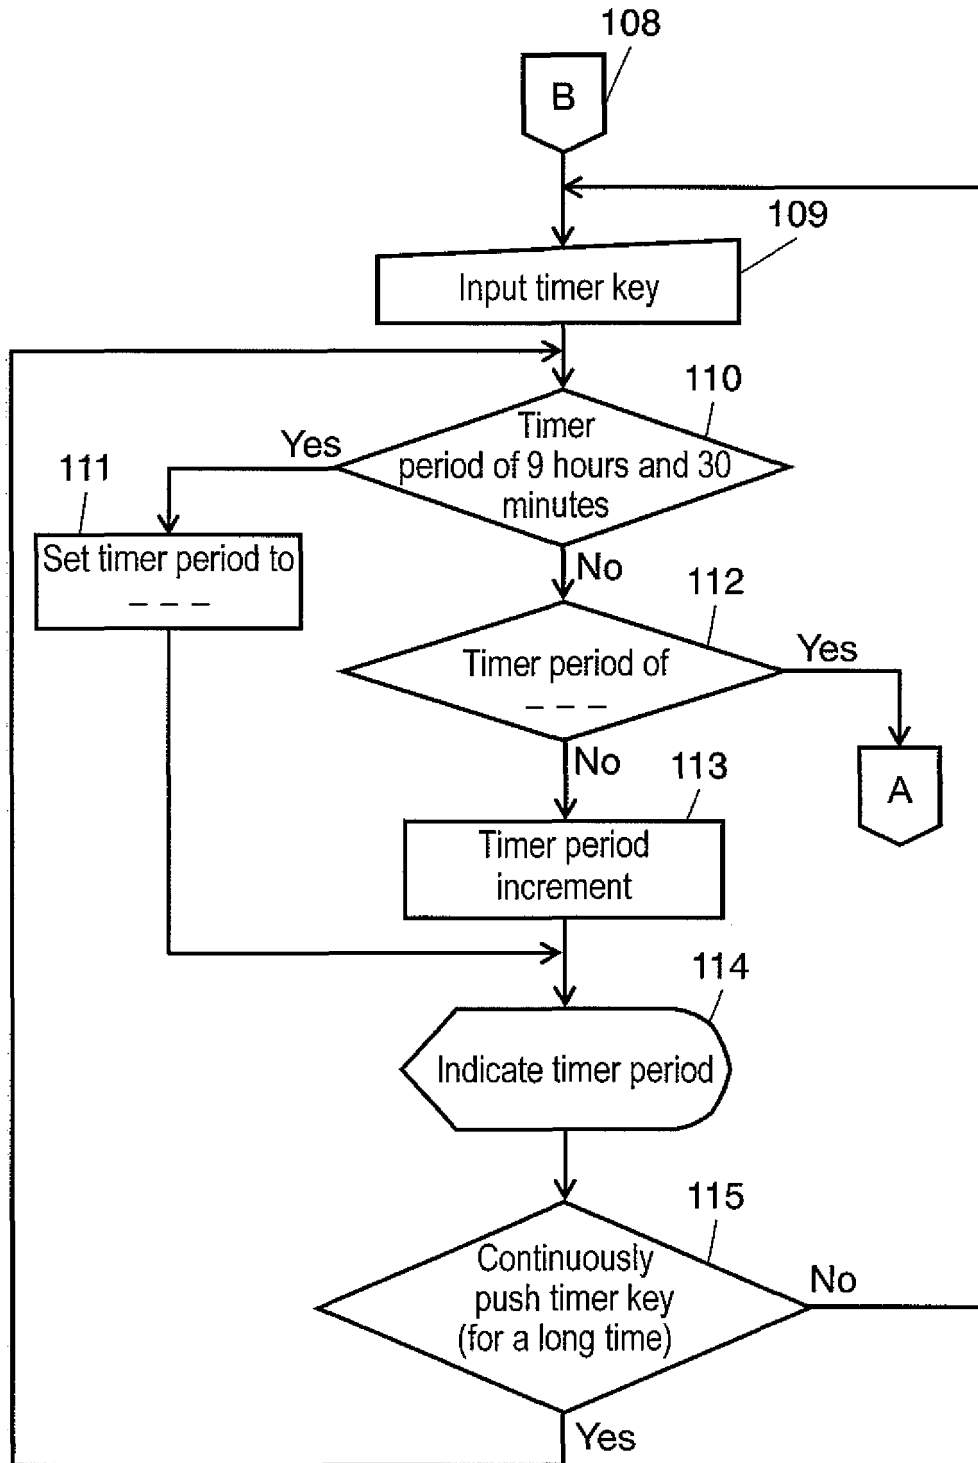 108
B
109
Input timer key
110
Timer
period of 9 hours and 30
minutes
Yes
111
Set timer period to
– – –
No
112
Timer period of
– – –
Yes
A
No
113
Timer period
increment
114
Indicate timer period
115
Continuously
push timer key
(for a long time)
No
Yes